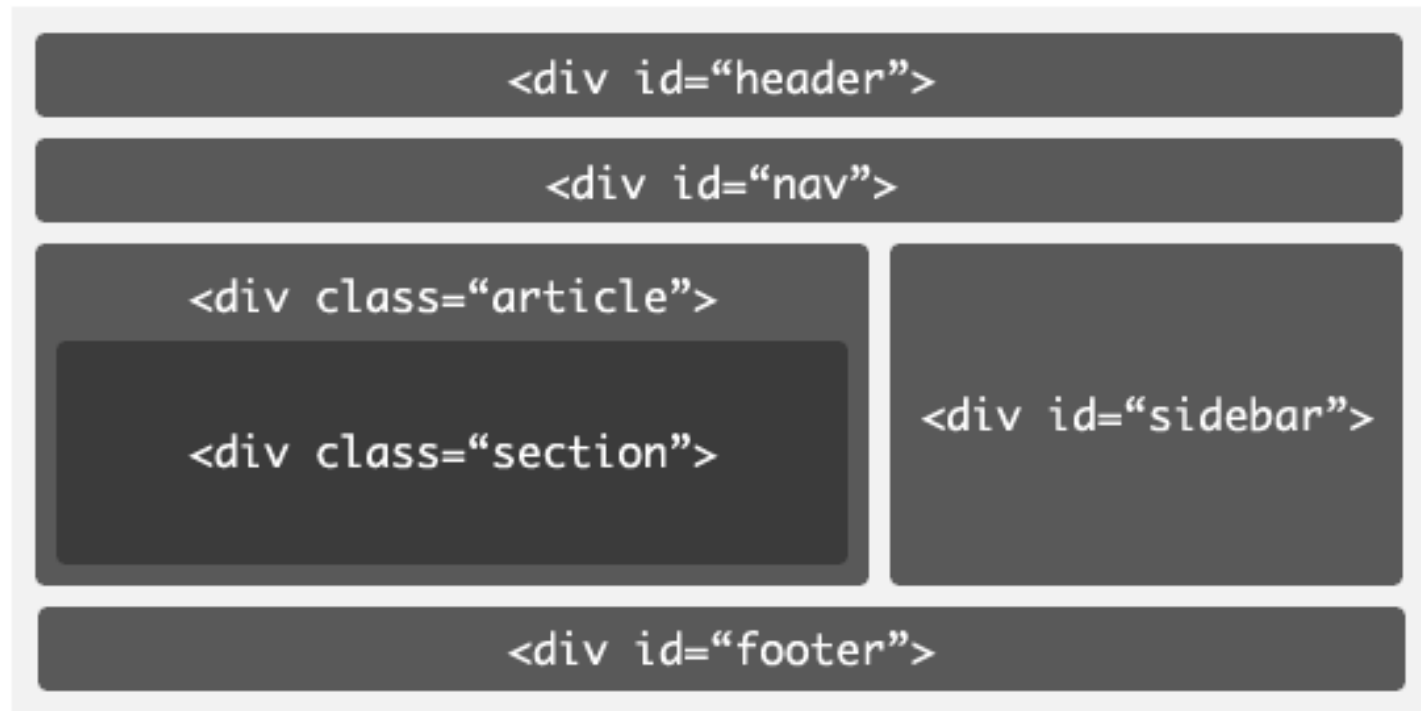 <div id=“header”>
<div id=“nav”>
<div class=“article”>
<div class=“section”>
<div id=“sidebar”>
<div id=“footer”>